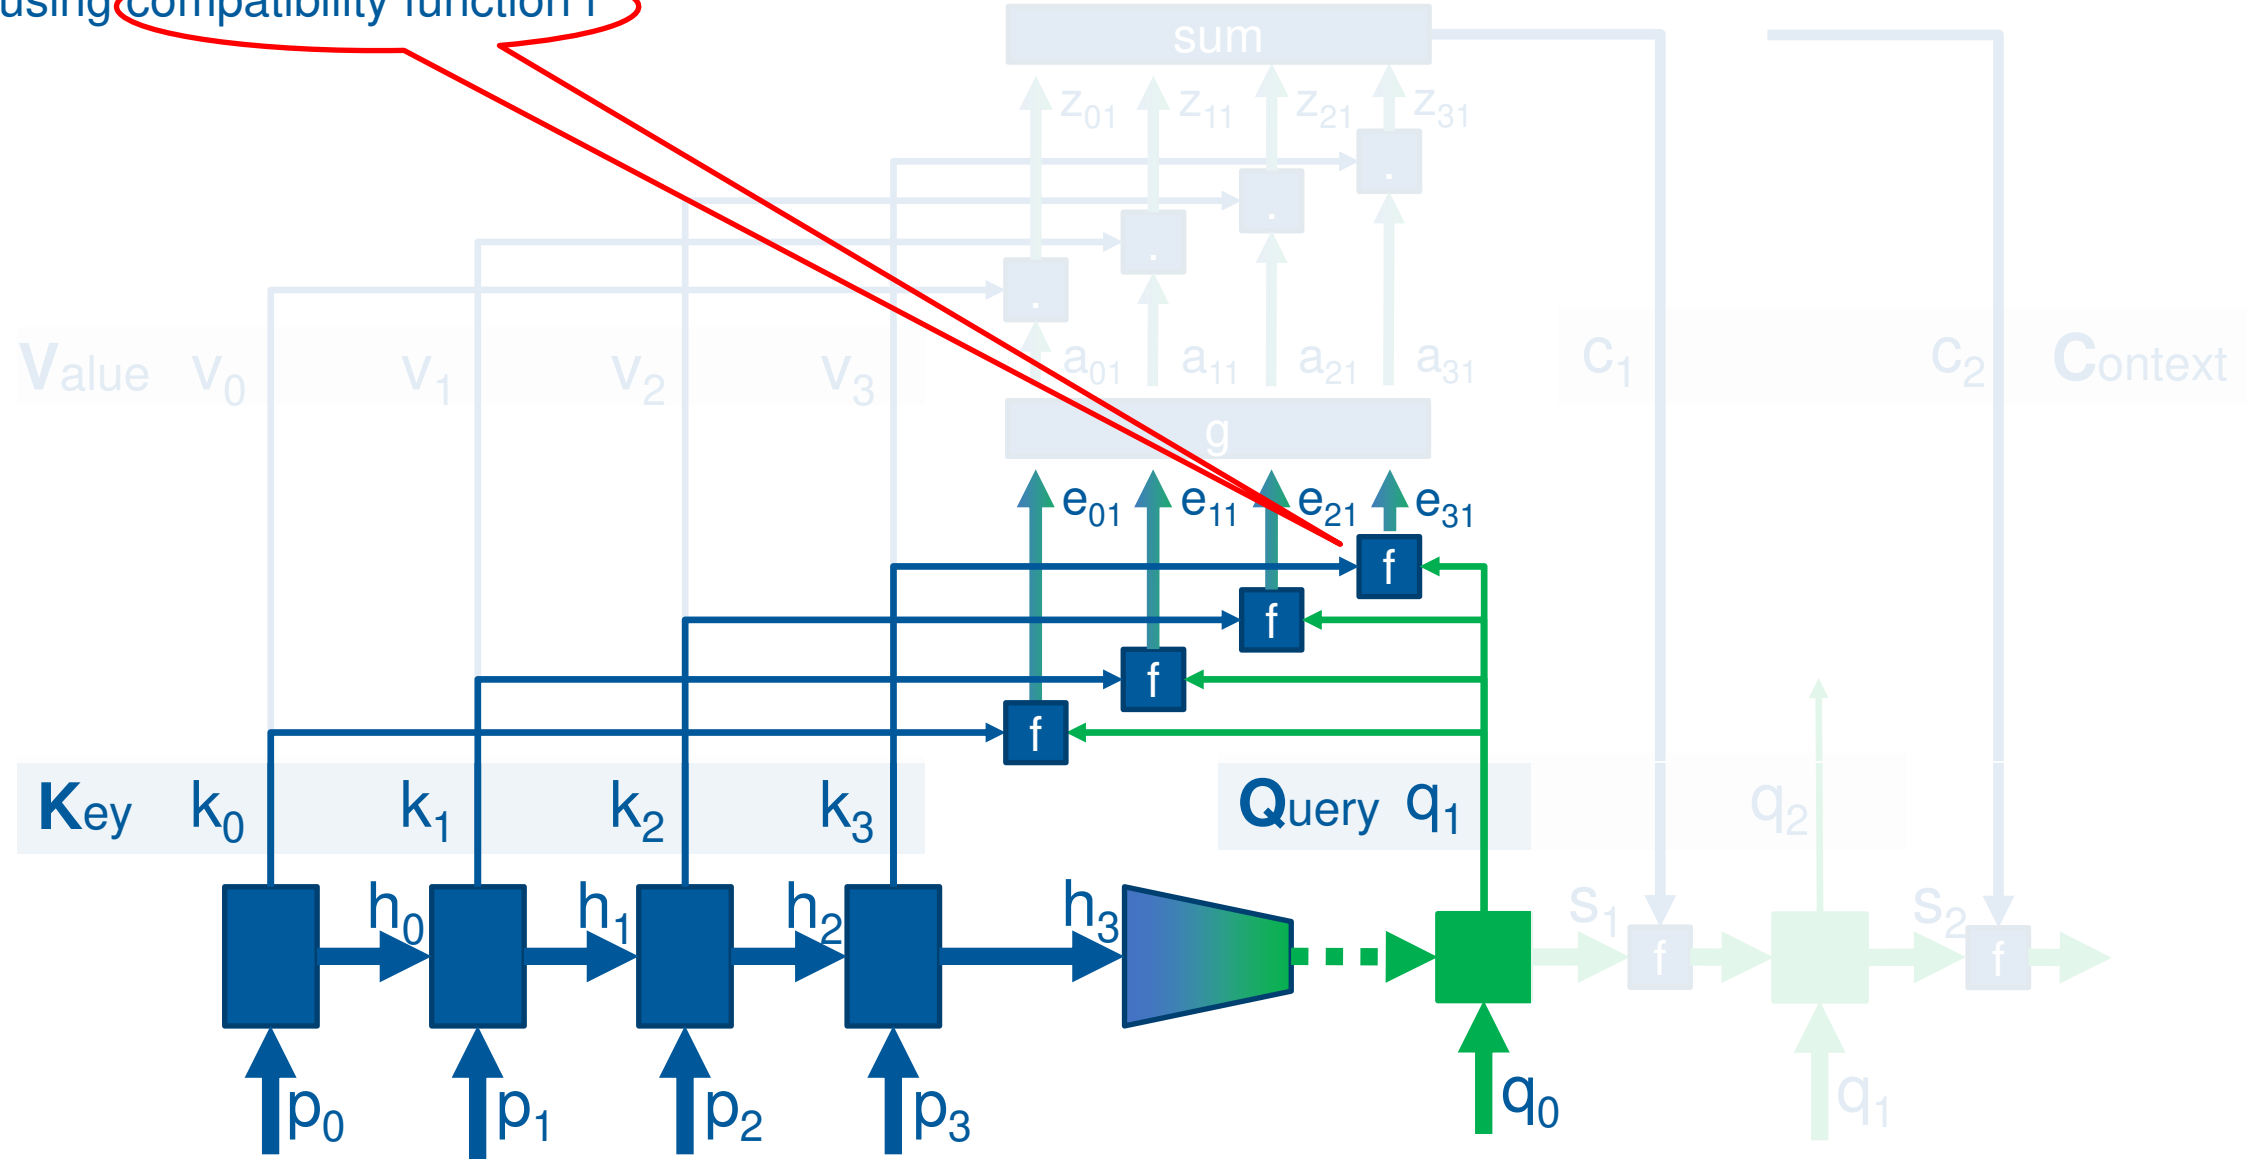 using compatibility function f
sum
z01 z11 z21 z31
. . . .
Value v0 v1 v2 v3
a01 a11 a21 a31
c1 c2 Context
g
e01 e11 e21 e31
f
f
f
f
Key k0 k1 k2 k3
Query q1 q2
h0 h1 h2 h3
s1 s2
f f
p0 p1 p2 p3
q0 q1